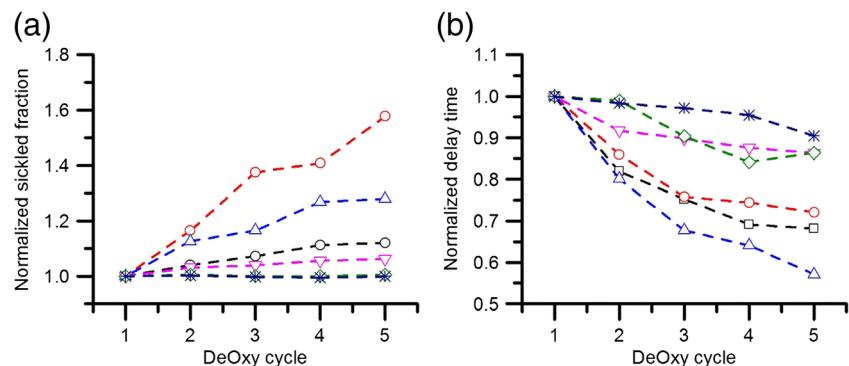 (a)
Normalized sickled fraction
1.8
1.6
1.4
1.2
1.0
1 2 3 4 5
DeOxy cycle
(b)
Normalized delay time
1.1
1.0
0.9
0.8
0.7
0.6
0.5
1 2 3 4 5
DeOxy cycle